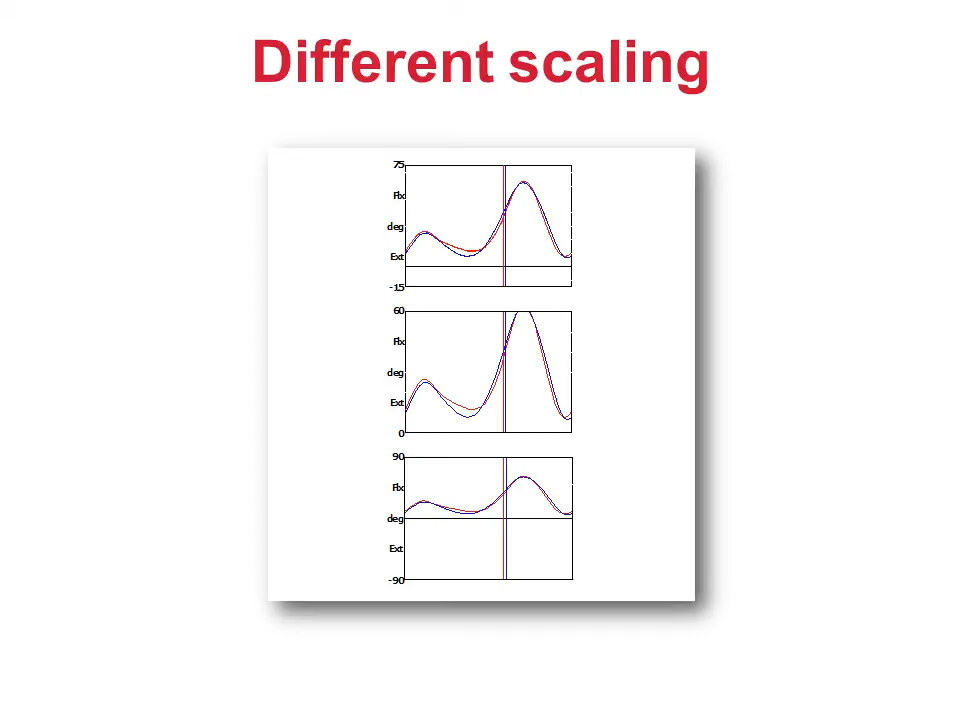 Different scaling
75
Flx
deg
Ext
-15
60
Flx
deg
Ext
0
90
Flx
deg
Ext
-90